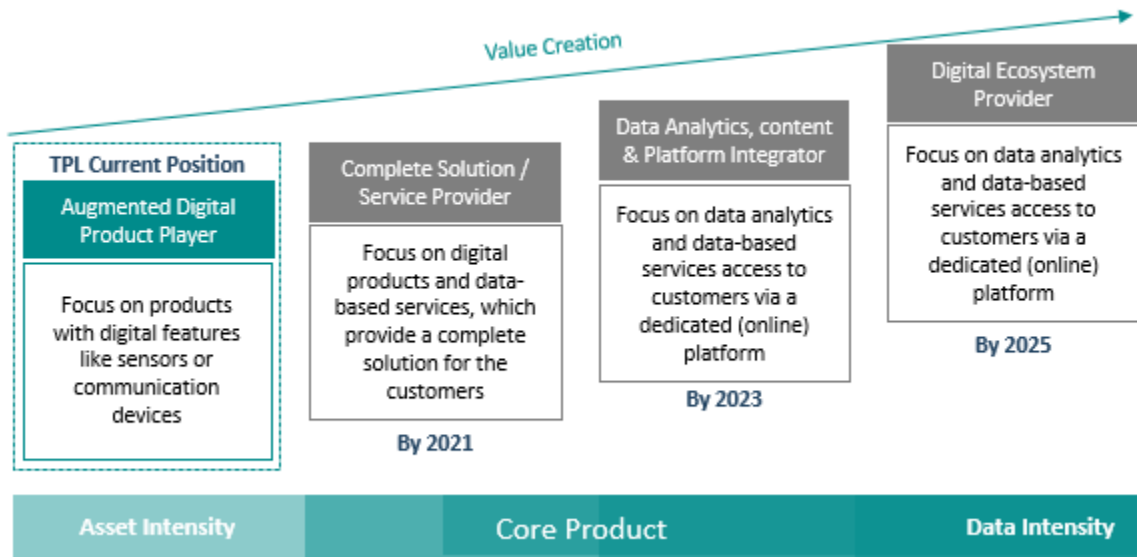 Value Creation
TPL Current Position
Augmented Digital
Product Player
Focus on products
with digital features
like sensors or
communication
devices
Complete Solution /
Service Provider
Focus on digital
products and data-
based services, which
provide a complete
solution for the
customers
By 2021
Data Analytics, content
& Platform Integrator
Focus on data analytics
and data-based
services access to
customers via a
dedicated (online)
platform
By 2023
Digital Ecosystem
Provider
Focus on data analytics
and data-based
services access to
customers via a
dedicated (online)
platform
By 2025
Asset Intensity
Core Product
Data Intensity